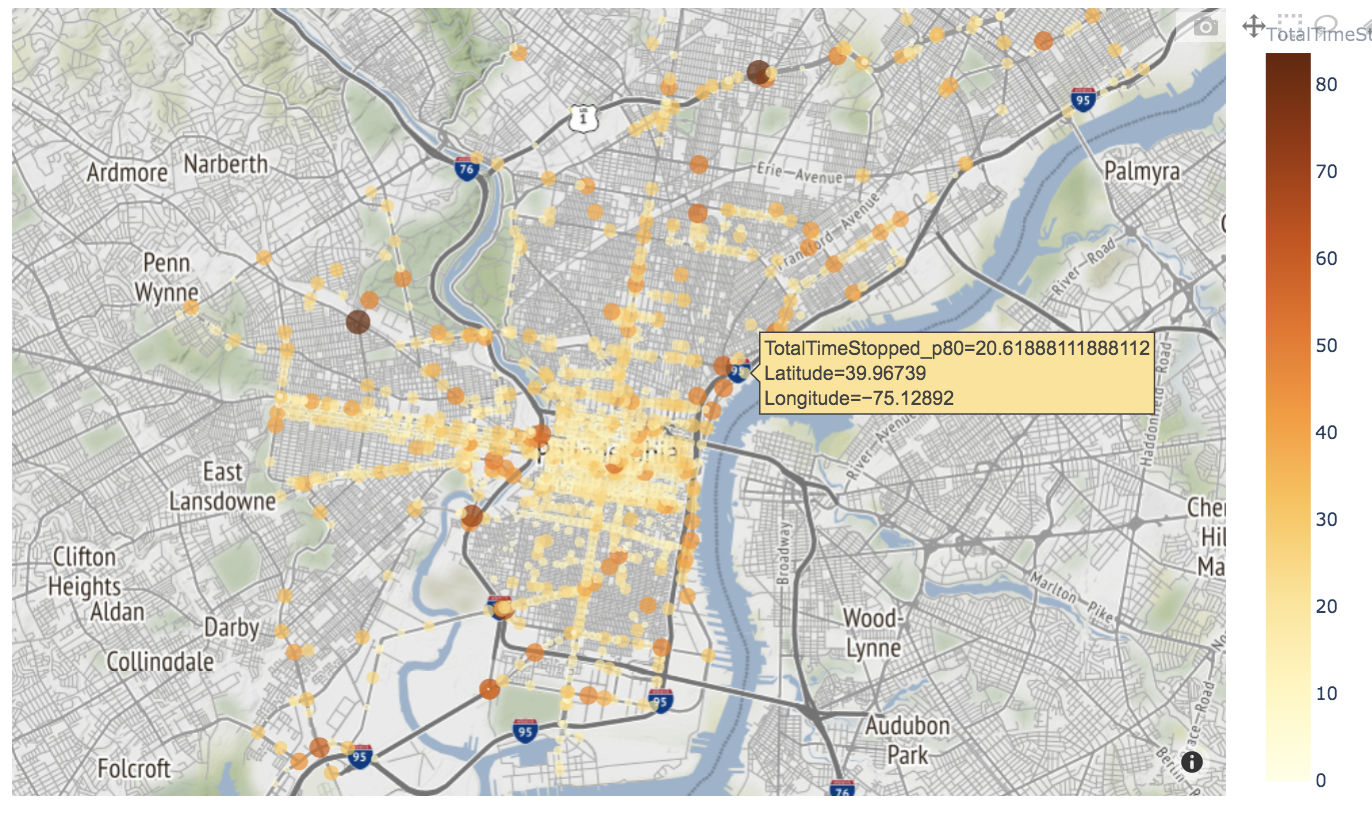 TotalTimeSt
80
70
60
50
40
30
20
10
0
1
95
76
Ardmore
Narberth
Erie-Avenue
Palmyra
Frankford-Avenue
River-Road
Penn
Wynne
TotalTimeStopped_p80=20.61888111888112
Latitude=39.96739
Longitude=−75.12892
95
River-Avenue
East
Lansdowne
Cher
Hil
Ma
Broadway
Marlton-Pike
Clifton
Heights
Aldan
Darby
Collingdale
Wood-
Lynne
95
95
95
Audubon
Park
Folcroft
76